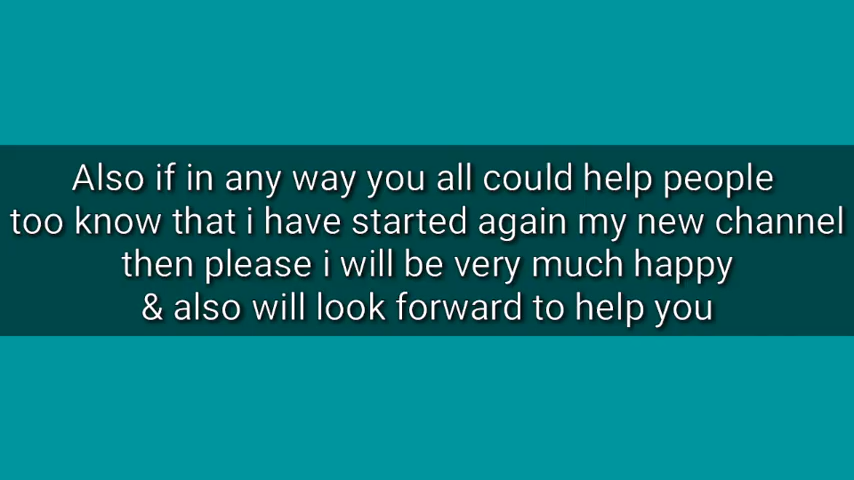 Also if in any way you all could help people
too know that i have started again my new channel
then please i will be very much happy
& also will look forward to help you